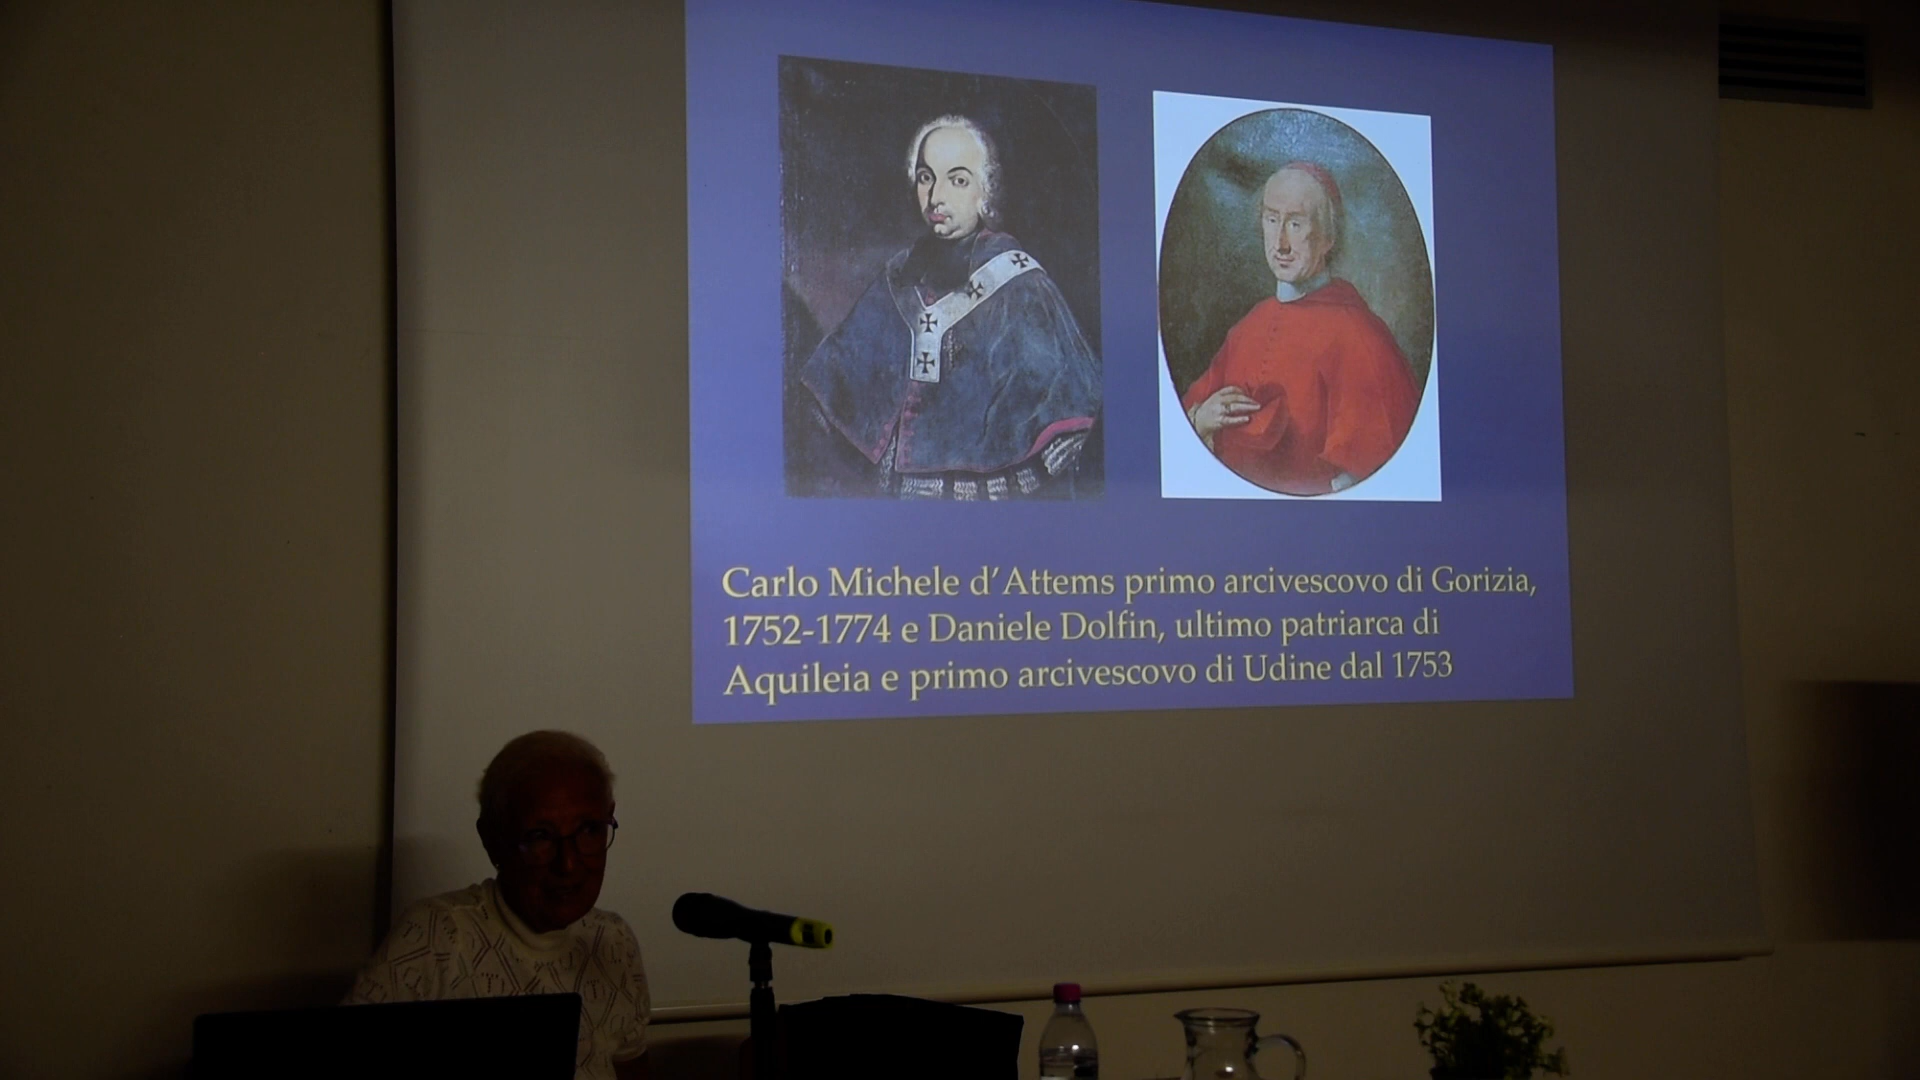 Carlo Michele d’Attems primo arcivescovo di Gorizia,
1752-1774 e Daniele Dolfin, ultimo patriarca di
Aquileia e primo arcivescovo di Udine dal 1753